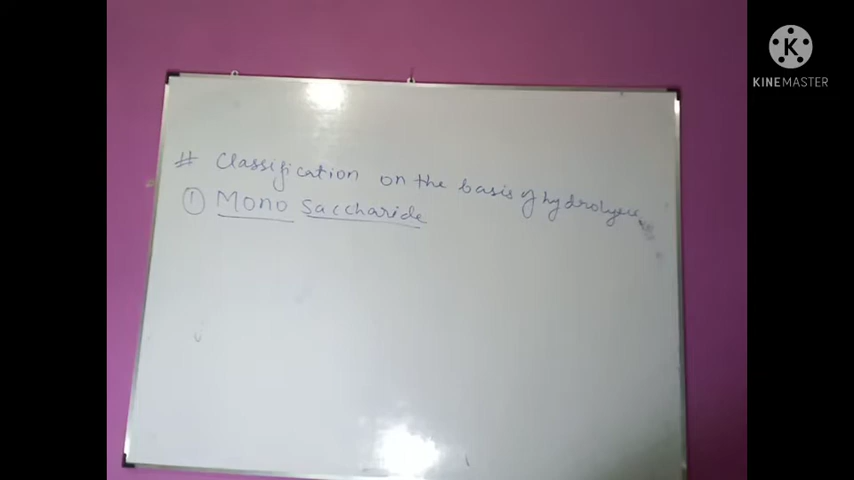 # Classification on the basis of hydrolysis
① Mono Saccharide
K
KINEMASTER